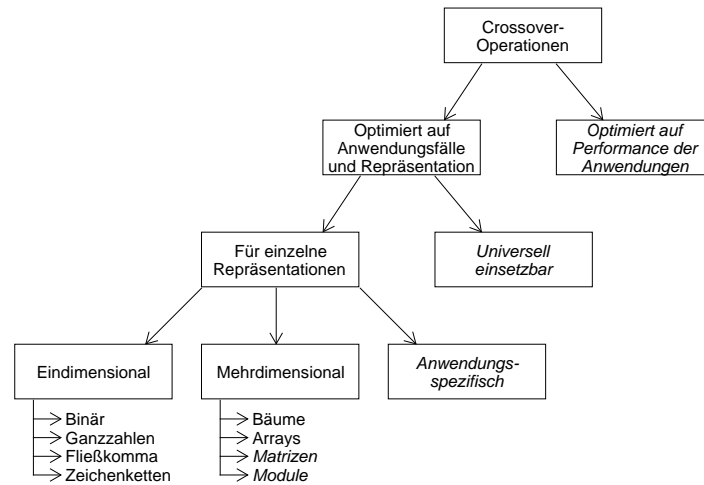 Crossover-
Operationen
Optimiert auf
Anwendungsfälle
und Repräsentation
Optimiert auf
Performance der
Anwendungen
Für einzelne
Repräsentationen
Universell
einsetzbar
Eindimensional
Mehrdimensional
Anwendungs-
spezifisch
Binär
Ganzzahlen
Fließkomma
Zeichenketten
Bäume
Arrays
Matrizen
Module